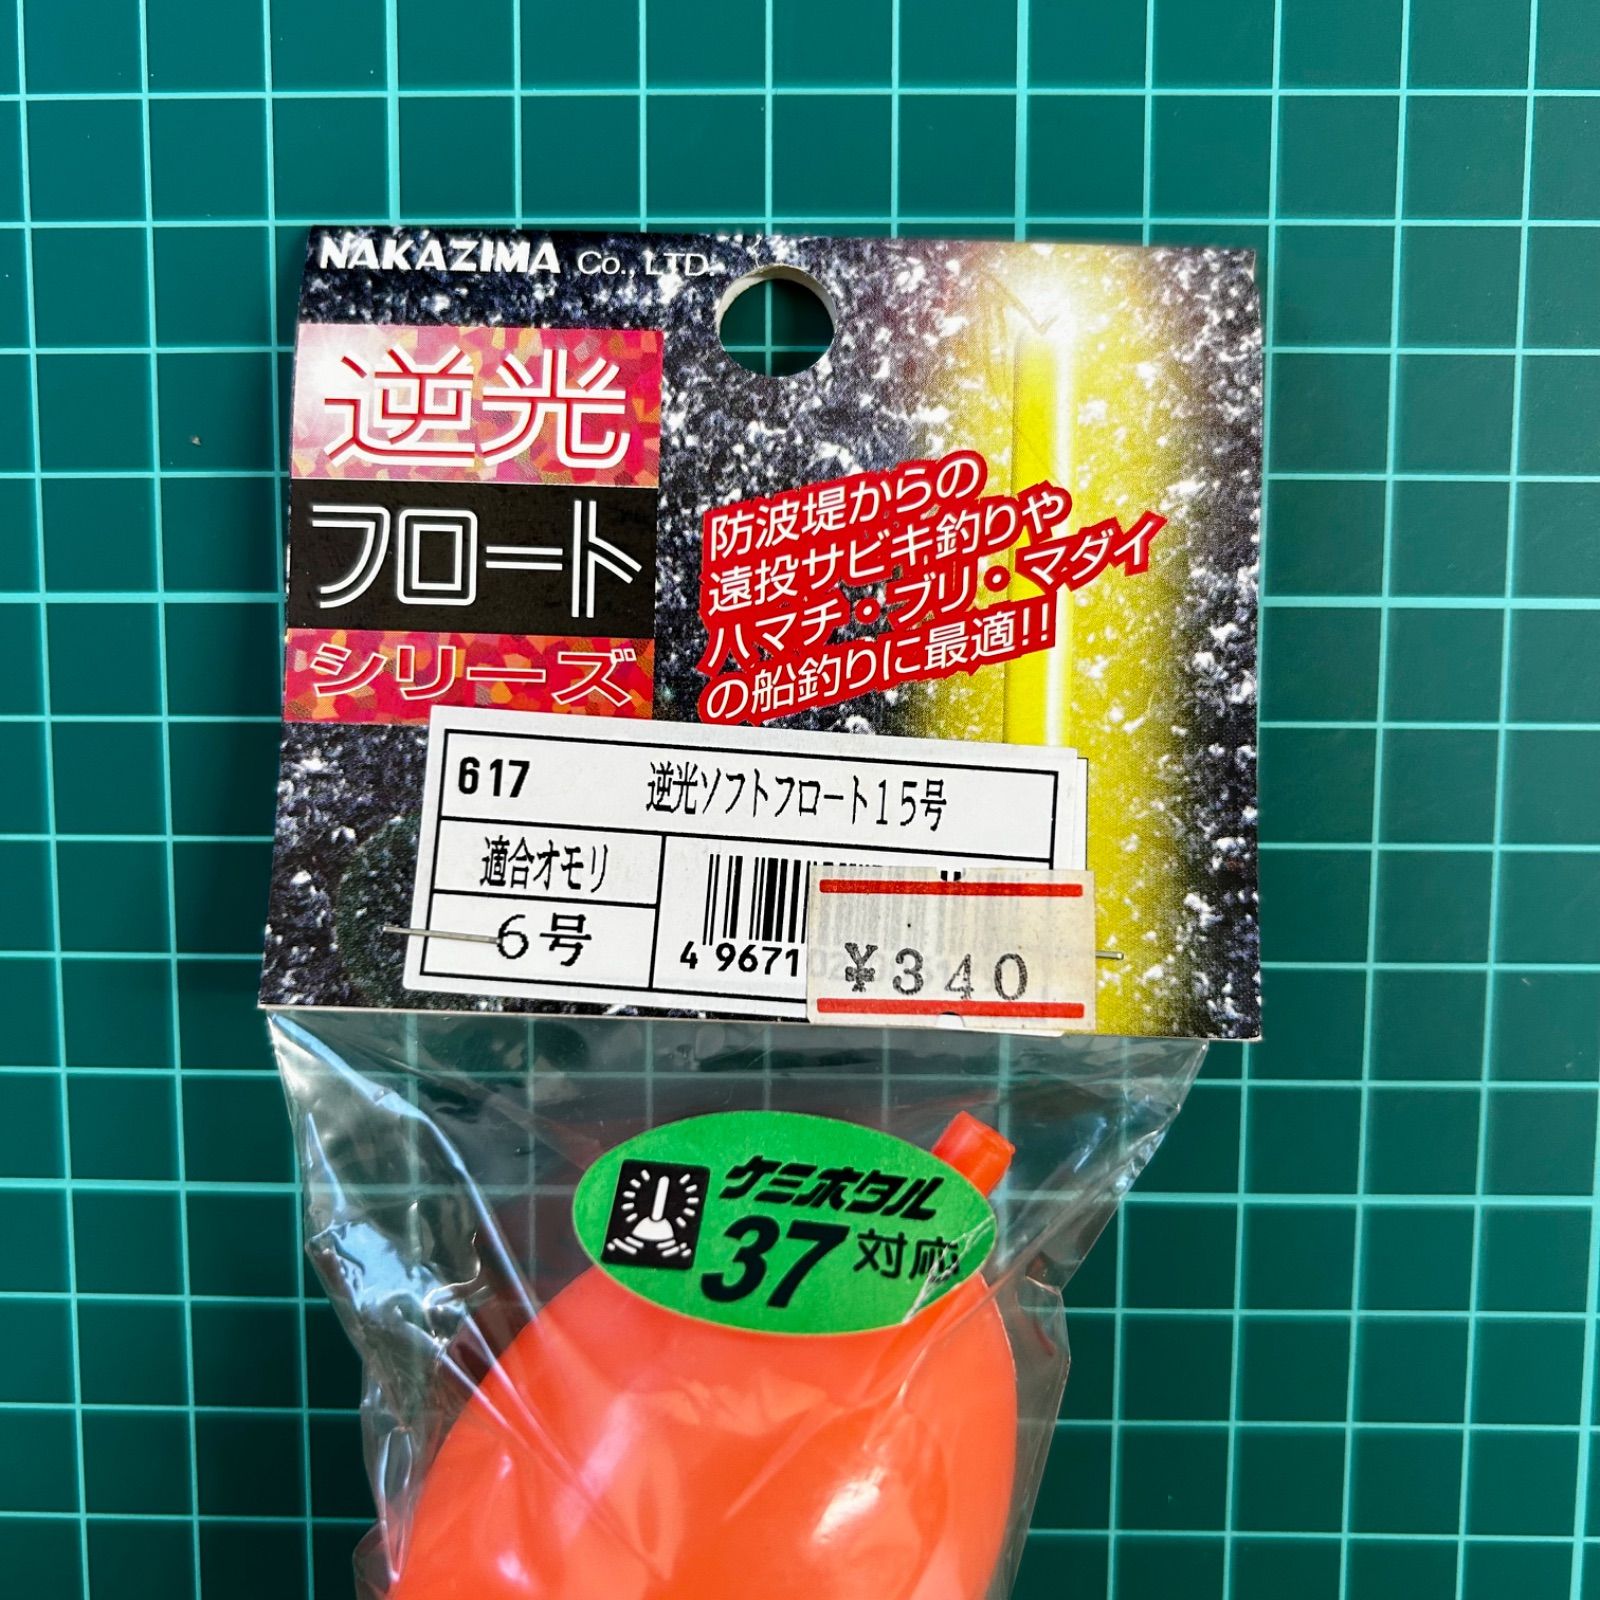 NAKAZIMA Co., LTD.
逆光
フロート
シリーズ
防波堤からの
遠投サビキ釣りや
ハマチ・ブリ・マダイ
の船釣りに最適!!
617 逆光ソフトフロート15号
適合オモリ
6号
4 9671
¥340
ケミホタル
37対応